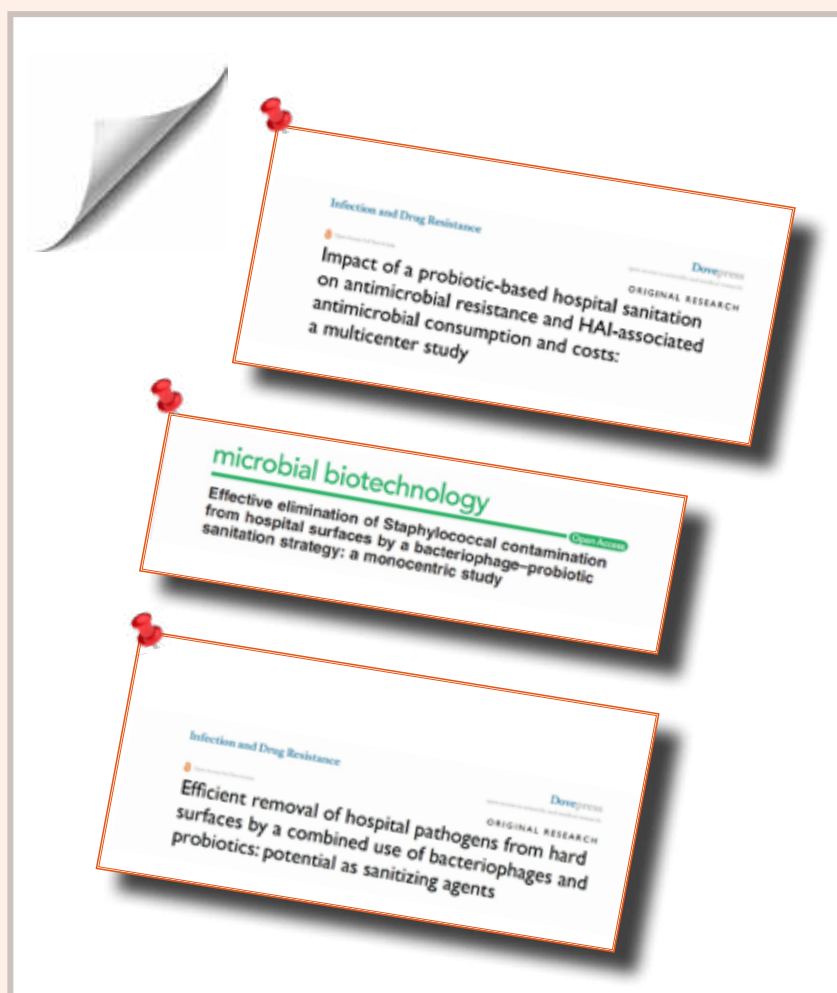 Infection and Drug Resistance
Dovepress
ORIGINAL RESEARCH
Impact of a probiotic-based hospital sanitation
on antimicrobial resistance and HAI-associated
antimicrobial consumption and costs:
a multicenter study
microbial biotechnology
Open Access
Effective elimination of Staphylococcal contamination
from hospital surfaces by a bacteriophage–probiotic
sanitation strategy: a monocentric study
Infection and Drug Resistance
Dovepress
ORIGINAL RESEARCH
Efficient removal of hospital pathogens from hard
surfaces by a combined use of bacteriophages and
probiotics: potential as sanitizing agents